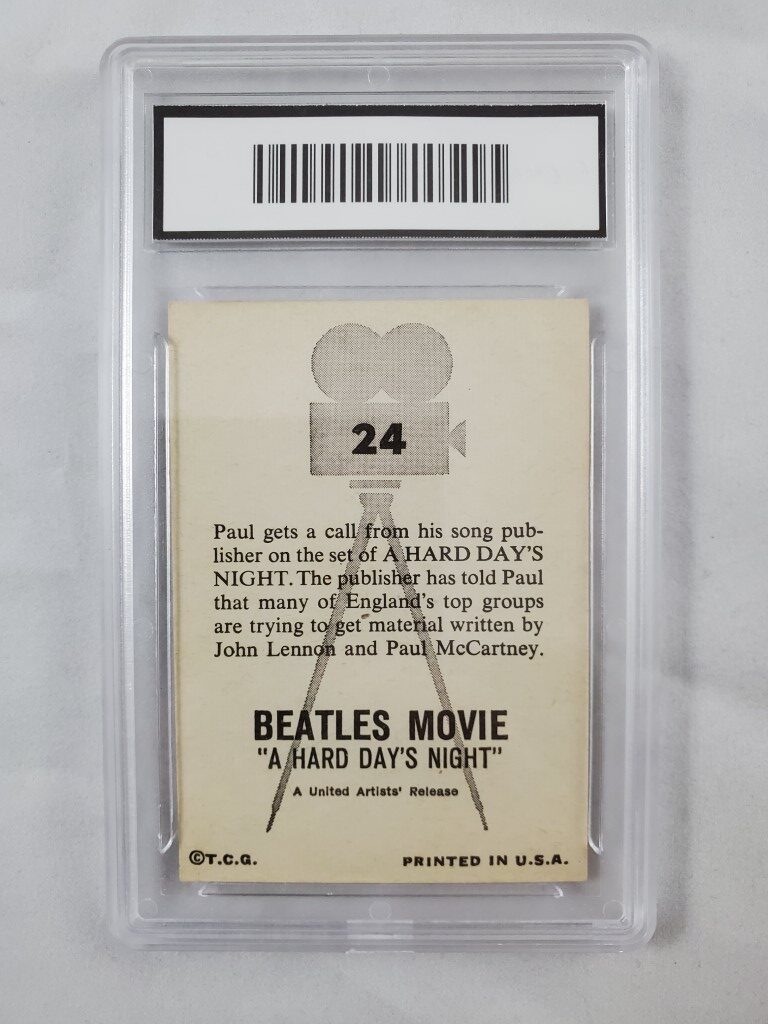 24
Paul gets a call from his song pub-
lisher on the set of A HARD DAY'S
NIGHT. The publisher has told Paul
that many of England's top groups
are trying to get material written by
John Lennon and Paul McCartney.
BEATLES MOVIE
"A HARD DAY'S NIGHT"
A United Artists' Release
©T.C.G. PRINTED IN U.S.A.